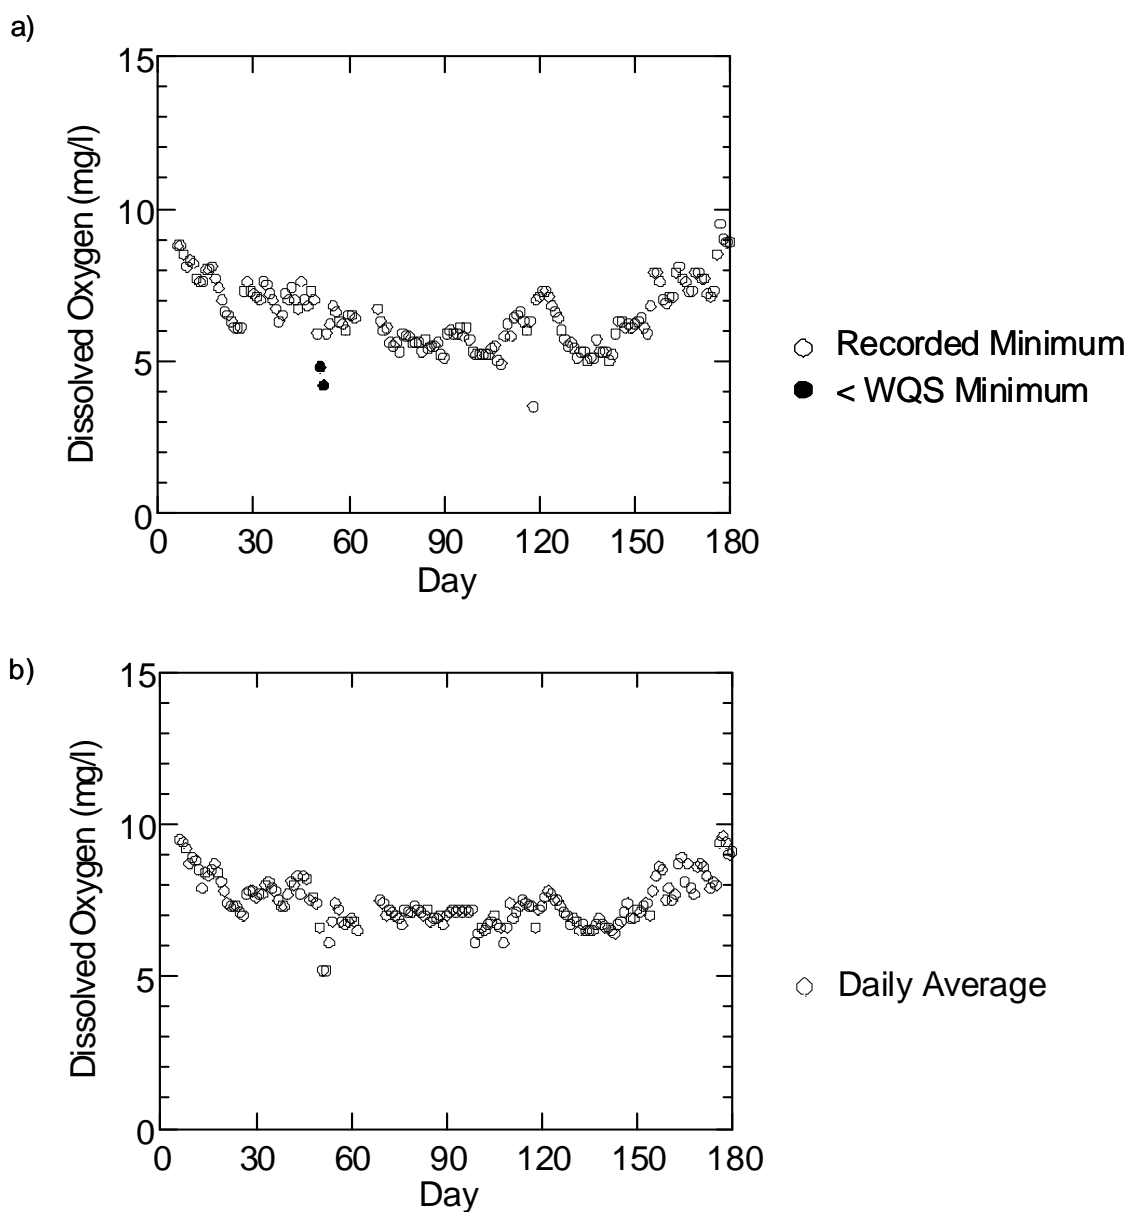 a)
15
10
5
0
Dissolved Oxygen (mg/l)
0 30 60 90 120 150 180
Day
Recorded Minimum
< WQS Minimum
b)
15
10
5
0
Dissolved Oxygen (mg/l)
0 30 60 90 120 150 180
Day
Daily Average